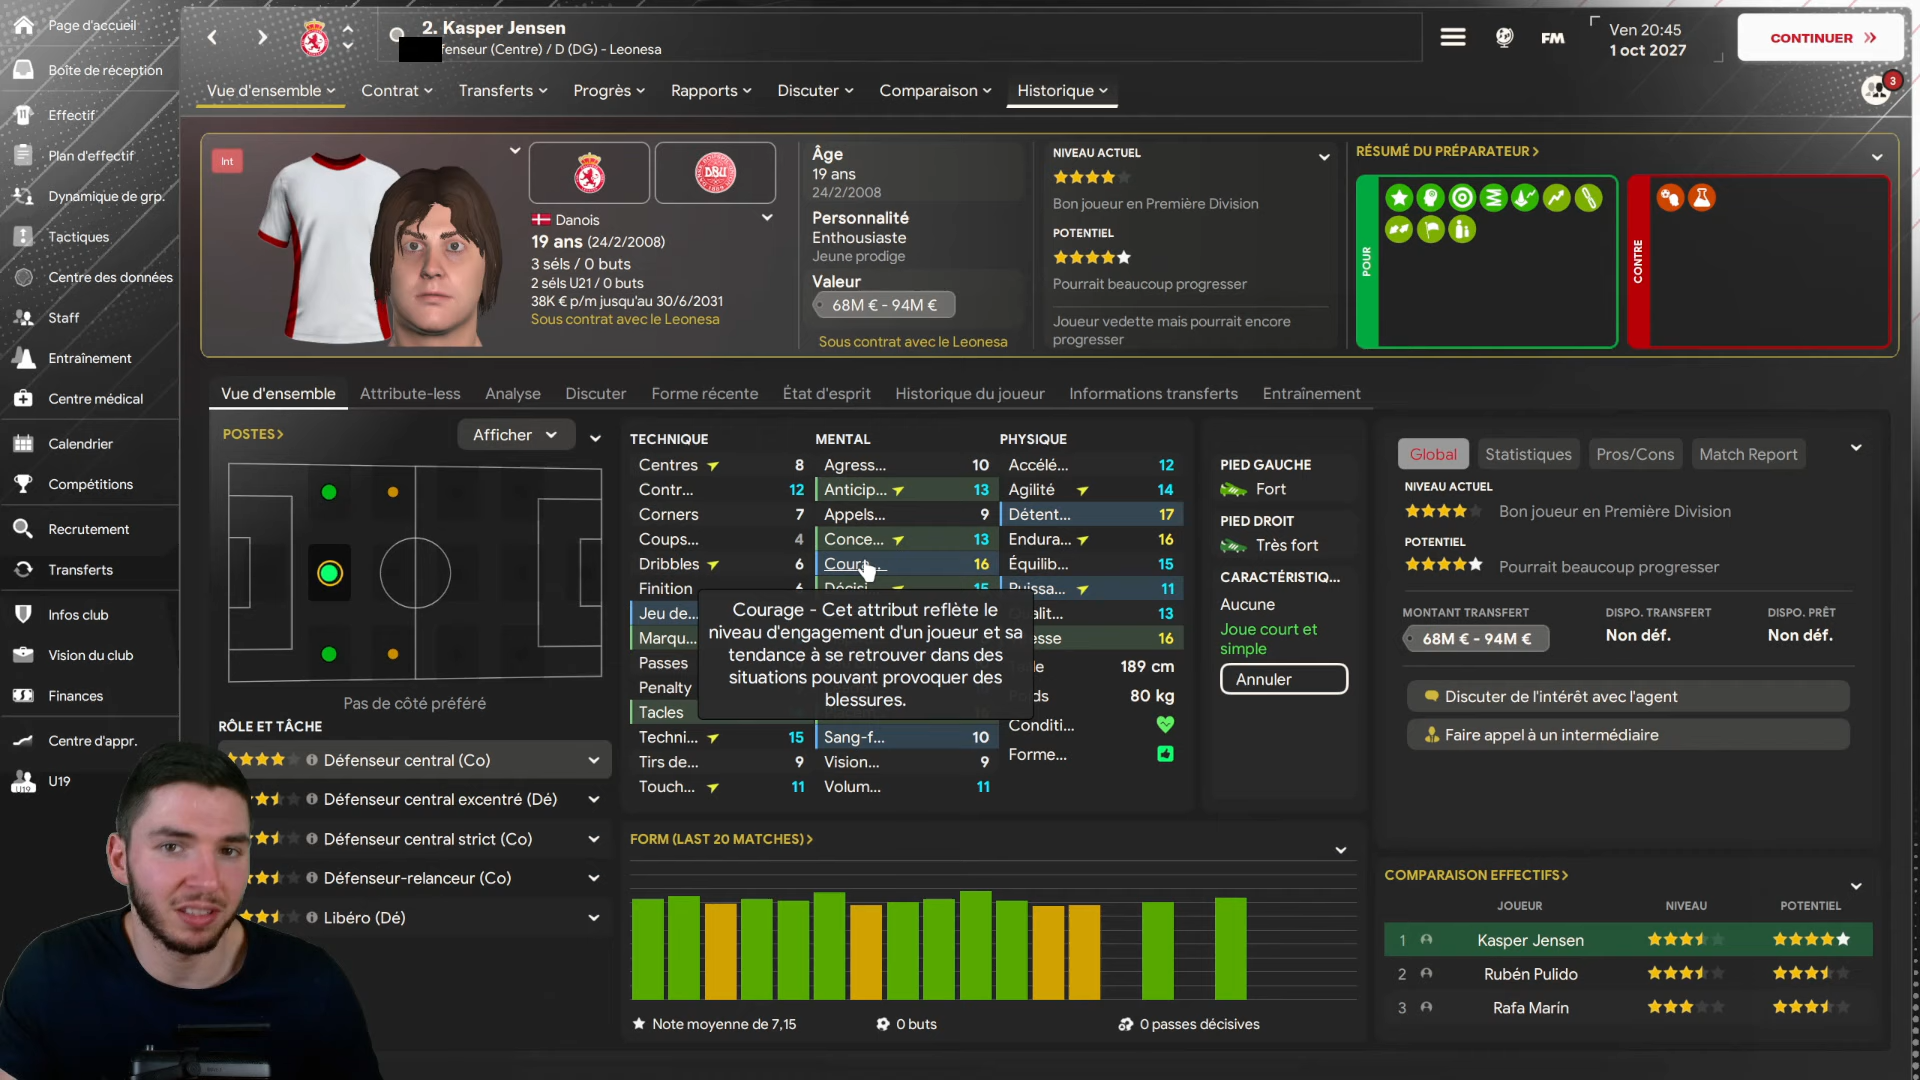 Page d'accueil
Boîte de réception
Effectif
Plan d'effectif
Dynamique de grp.
Tactiques
Centre des données
Staff
Entraînement
Centre médical
Calendrier
Compétitions
Recrutement
Transferts
Infos club
Vision du club
Finances
Centre d'appr.
U19
U19
2. Kasper Jensen
fenseur (Centre) / D (DG) - Leonesa
FM
Ven 20:45
1 oct 2027
CONTINUER
3
Vue d'ensemble
Contrat
Transferts
Progrès
Rapports
Discuter
Comparaison
Historique
Int
DBU
Danois
19 ans (24/2/2008)
3 séls / 0 buts
2 séls U21 / 0 buts
38K € p/m jusqu'au 30/6/2031
Sous contrat avec le Leonesa
Âge
19 ans
24/2/2008
Personnalité
Enthousiaste
Jeune prodige
Valeur
68M € - 94M €
Sous contrat avec le Leonesa
NIVEAU ACTUEL
Bon joueur en Première Division
POTENTIEL
Pourrait beaucoup progresser
Joueur vedette mais pourrait encore
progresser
RÉSUMÉ DU PRÉPARATEUR >
POUR
CONTRE
Vue d'ensemble
Attribute-less
Analyse
Discuter
Forme récente
État d'esprit
Historique du joueur
Informations transferts
Entraînement
POSTES >
Afficher
Pas de côté préféré
RÔLE ET TÂCHE
Défenseur central (Co)
Défenseur central excentré (Dé)
Défenseur central strict (Co)
Défenseur-relanceur (Co)
Libéro (Dé)
TECHNIQUE
Centres 8
Contr... 12
Corners 7
Coups... 4
Dribbles 6
Finition
Jeu de...
Marqu...
Passes
Penalty
Tacles
Techni... 15
Tirs de... 9
Touch... 11
MENTAL
Agress... 10
Anticip... 13
Appels... 9
Conce... 13
Cour... 16
Sang-f... 10
Vision... 9
Volum... 11
PHYSIQUE
Accélé... 12
Agilité 14
Détent... 17
Endura... 16
Équilib... 15
Puissa... 11
13
16
189 cm
80 kg
Conditi...
Forme...
Courage - Cet attribut reflète le
niveau d'engagement d'un joueur et sa
tendance à se retrouver dans des
situations pouvant provoquer des
blessures.
PIED GAUCHE
Fort
PIED DROIT
Très fort
CARACTÉRISTIQ...
Aucune
Joue court et
simple
Annuler
Global
Statistiques
Pros/Cons
Match Report
NIVEAU ACTUEL
Bon joueur en Première Division
POTENTIEL
Pourrait beaucoup progresser
MONTANT TRANSFERT
68M € - 94M €
DISPO. TRANSFERT
Non déf.
DISPO. PRÊT
Non déf.
Discuter de l'intérêt avec l'agent
Faire appel à un intermédiaire
FORM (LAST 20 MATCHES) >
Note moyenne de 7,15
0 buts
0 passes décisives
COMPARAISON EFFECTIFS >
JOUEUR NIVEAU POTENTIEL
1 Kasper Jensen
2 Rubén Pulido
3 Rafa Marín